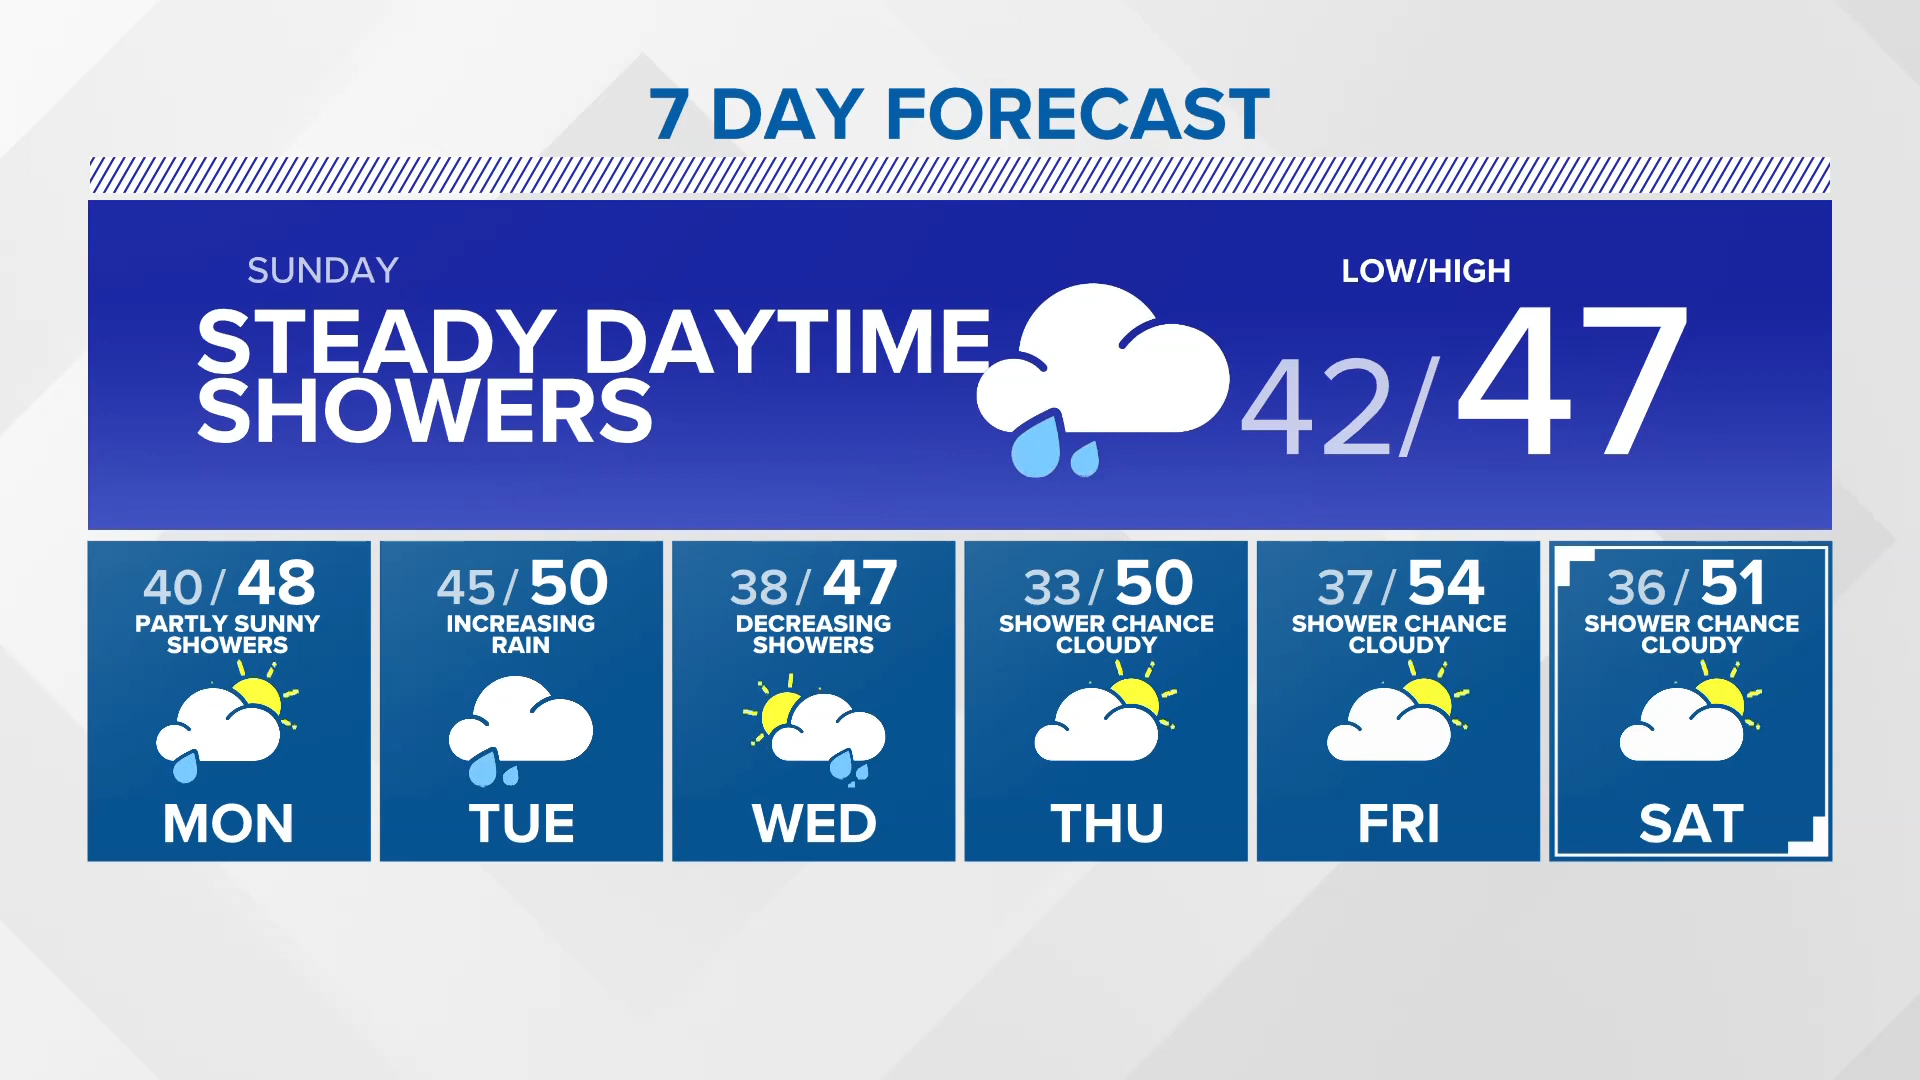 7 DAY FORECAST
SUNDAY
STEADY DAYTIME
SHOWERS
LOW/HIGH
42/47
40/48
PARTLY SUNNY
SHOWERS
MON
45/50
INCREASING
RAIN
TUE
38/47
DECREASING
SHOWERS
WED
33/50
SHOWER CHANCE
CLOUDY
THU
37/54
SHOWER CHANCE
CLOUDY
FRI
36/51
SHOWER CHANCE
CLOUDY
SAT